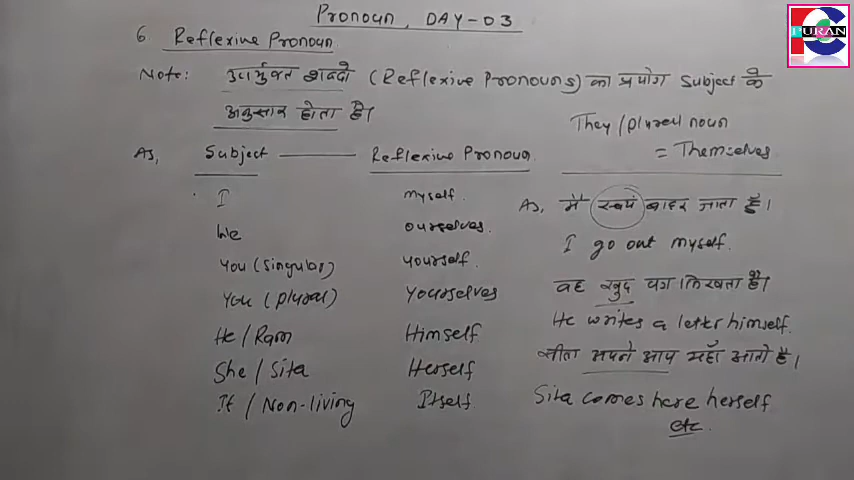 Pronoun, DAY-03
PURAN
6 Reflexive Pronoun
Note: उपर्युक्त शब्दों (Reflexive Pronouns) का प्रयोग Subject के
अनुसार होता है।
As, Subject — Reflexive Pronoun.
I myself.
We ourselves.
You (singular) yourself.
You (plural) Yourselves
He / Ram Himself
She / Sita Herself
It / Non-living Itself
They / plural noun
= Themselves
As, मैं स्वयं बाहर जाता हूँ।
I go out myself.
वह खुद पत्र लिखता है।
He writes a letter himself.
सीता अपने आप यहाँ आती है।
Sita comes here herself
etc.